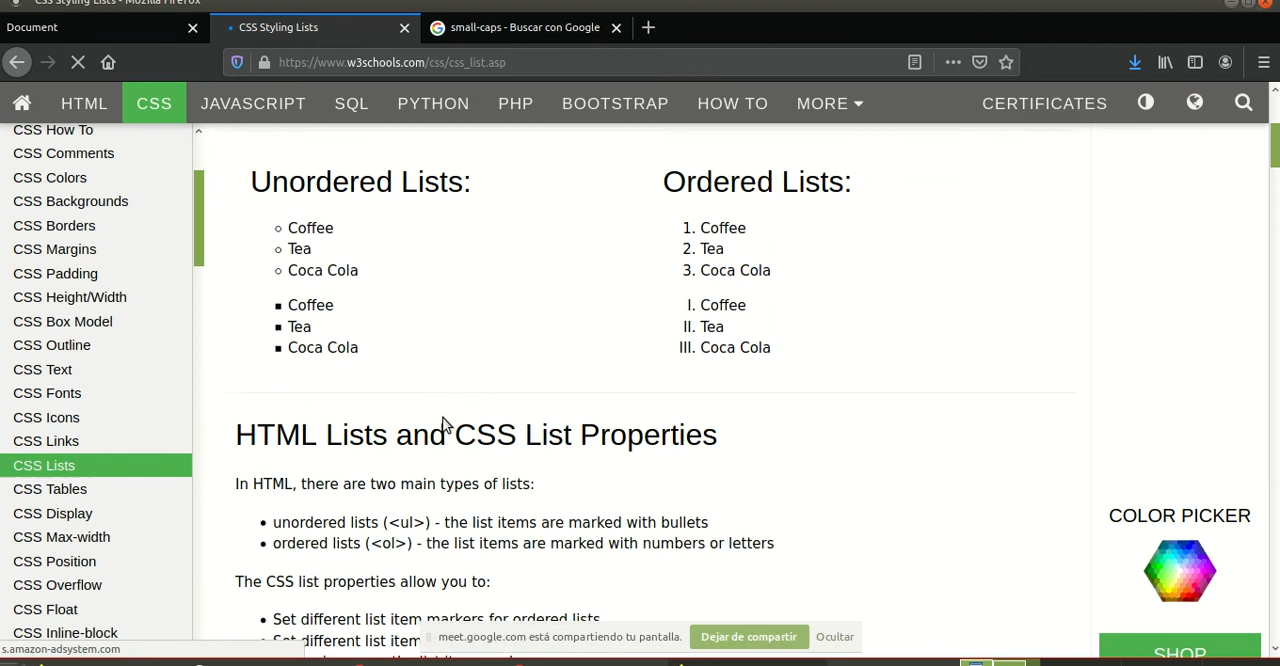 CSS Styling Lists - Mozilla Firefox
Document
CSS Styling Lists
small-caps - Buscar con Google
https://www.w3schools.com/css/css_list.asp
HTML
CSS
JAVASCRIPT
SQL
PYTHON
PHP
BOOTSTRAP
HOW TO
MORE
CERTIFICATES
CSS How To
CSS Comments
CSS Colors
CSS Backgrounds
CSS Borders
CSS Margins
CSS Padding
CSS Height/Width
CSS Box Model
CSS Outline
CSS Text
CSS Fonts
CSS Icons
CSS Links
CSS Lists
CSS Tables
CSS Display
CSS Max-width
CSS Position
CSS Overflow
CSS Float
CSS Inline-block
s.amazon-adsystem.com
Unordered Lists:
Coffee
Tea
Coca Cola
Coffee
Tea
Coca Cola
Ordered Lists:
1. Coffee
2. Tea
3. Coca Cola
I. Coffee
II. Tea
III. Coca Cola
HTML Lists and CSS List Properties
In HTML, there are two main types of lists:
unordered lists (<ul>) - the list items are marked with bullets
ordered lists (<ol>) - the list items are marked with numbers or letters
The CSS list properties allow you to:
Set different list item markers for ordered lists
Set different list item
meet.google.com está compartiendo tu pantalla.
Dejar de compartir
Ocultar
COLOR PICKER
SHOP